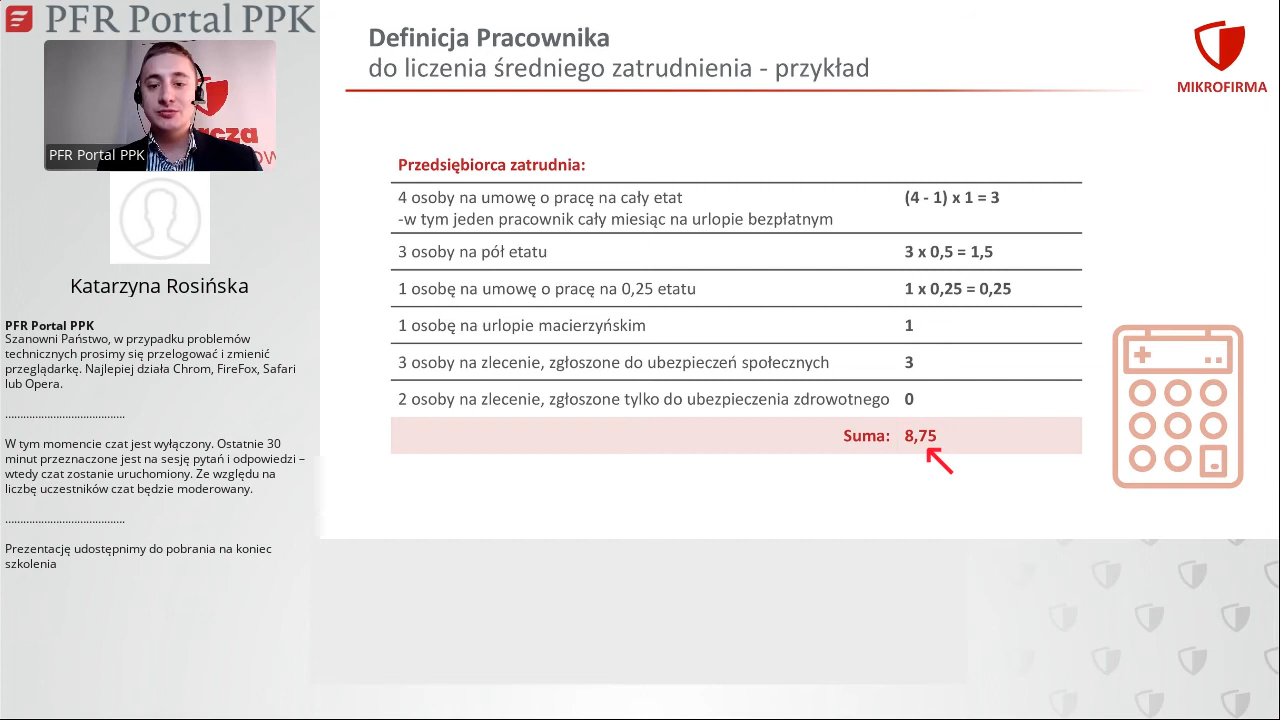 PFR Portal PPK
PFR Portal PPK
Katarzyna Rosińska
PFR Portal PPK
Szanowni Państwo, w przypadku problemów
technicznych prosimy się przelogować i zmienić
przeglądarkę. Najlepiej działa Chrom, FireFox, Safari
lub Opera.
........................................
W tym momencie czat jest wyłączony. Ostatnie 30
minut przeznaczone jest na sesję pytań i odpowiedzi –
wtedy czat zostanie uruchomiony. Ze względu na
liczbę uczestników czat będzie moderowany.
........................................
Prezentację udostępnimy do pobrania na koniec
szkolenia
Definicja Pracownika
do liczenia średniego zatrudnienia - przykład
MIKROFIRMA
Przedsiębiorca zatrudnia:
4 osoby na umowę o pracę na cały etat (4 - 1) x 1 = 3
-w tym jeden pracownik cały miesiąc na urlopie bezpłatnym
3 osoby na pół etatu 3 x 0,5 = 1,5
1 osobę na umowę o pracę na 0,25 etatu 1 x 0,25 = 0,25
1 osobę na urlopie macierzyńskim 1
3 osoby na zlecenie, zgłoszone do ubezpieczeń społecznych 3
2 osoby na zlecenie, zgłoszone tylko do ubezpieczenia zdrowotnego 0
Suma: 8,75